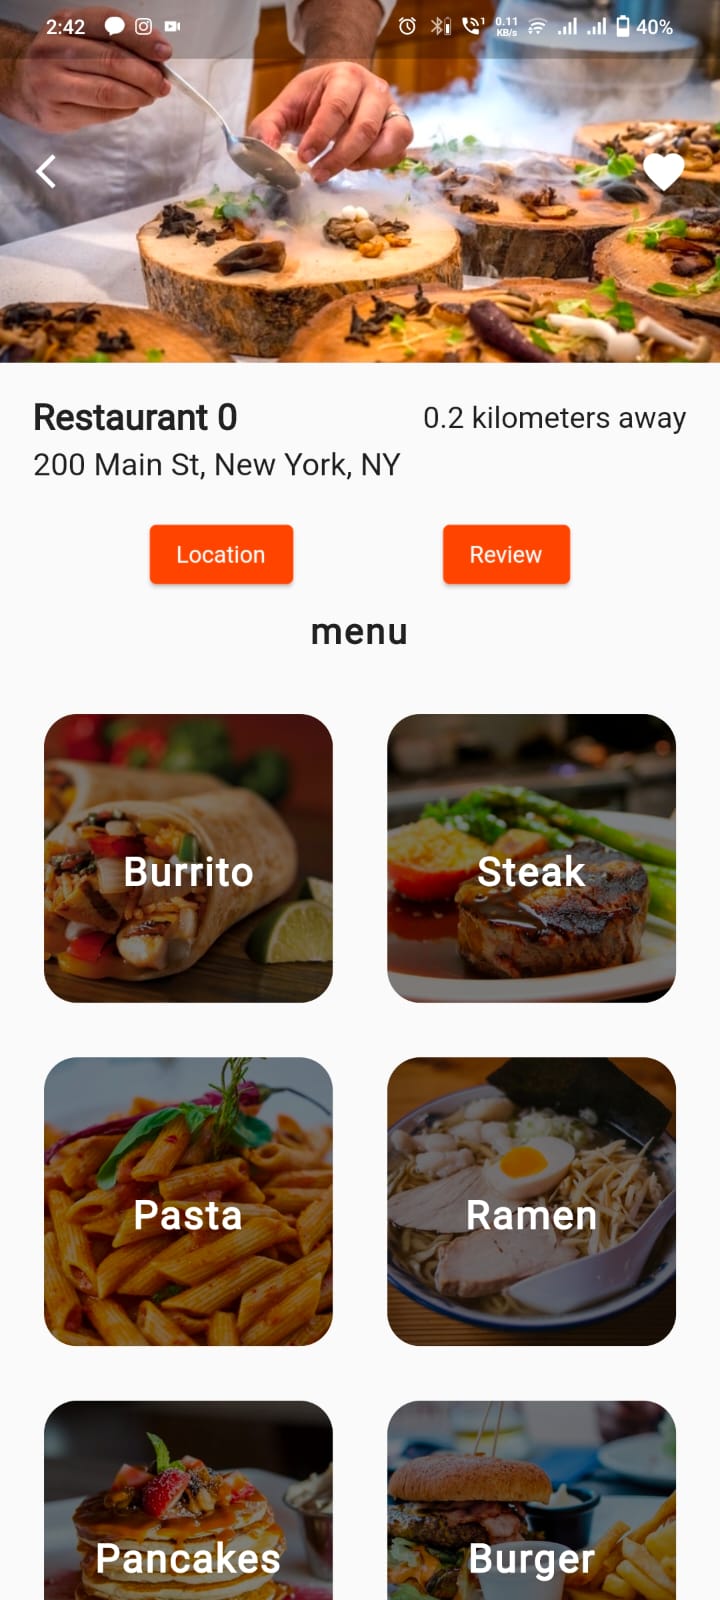 2:42 1 0.11 KB/s 40%
Restaurant 0 0.2 kilometers away
200 Main St, New York, NY
Location Review
menu
Burrito Steak
Pasta Ramen
Pancakes Burger